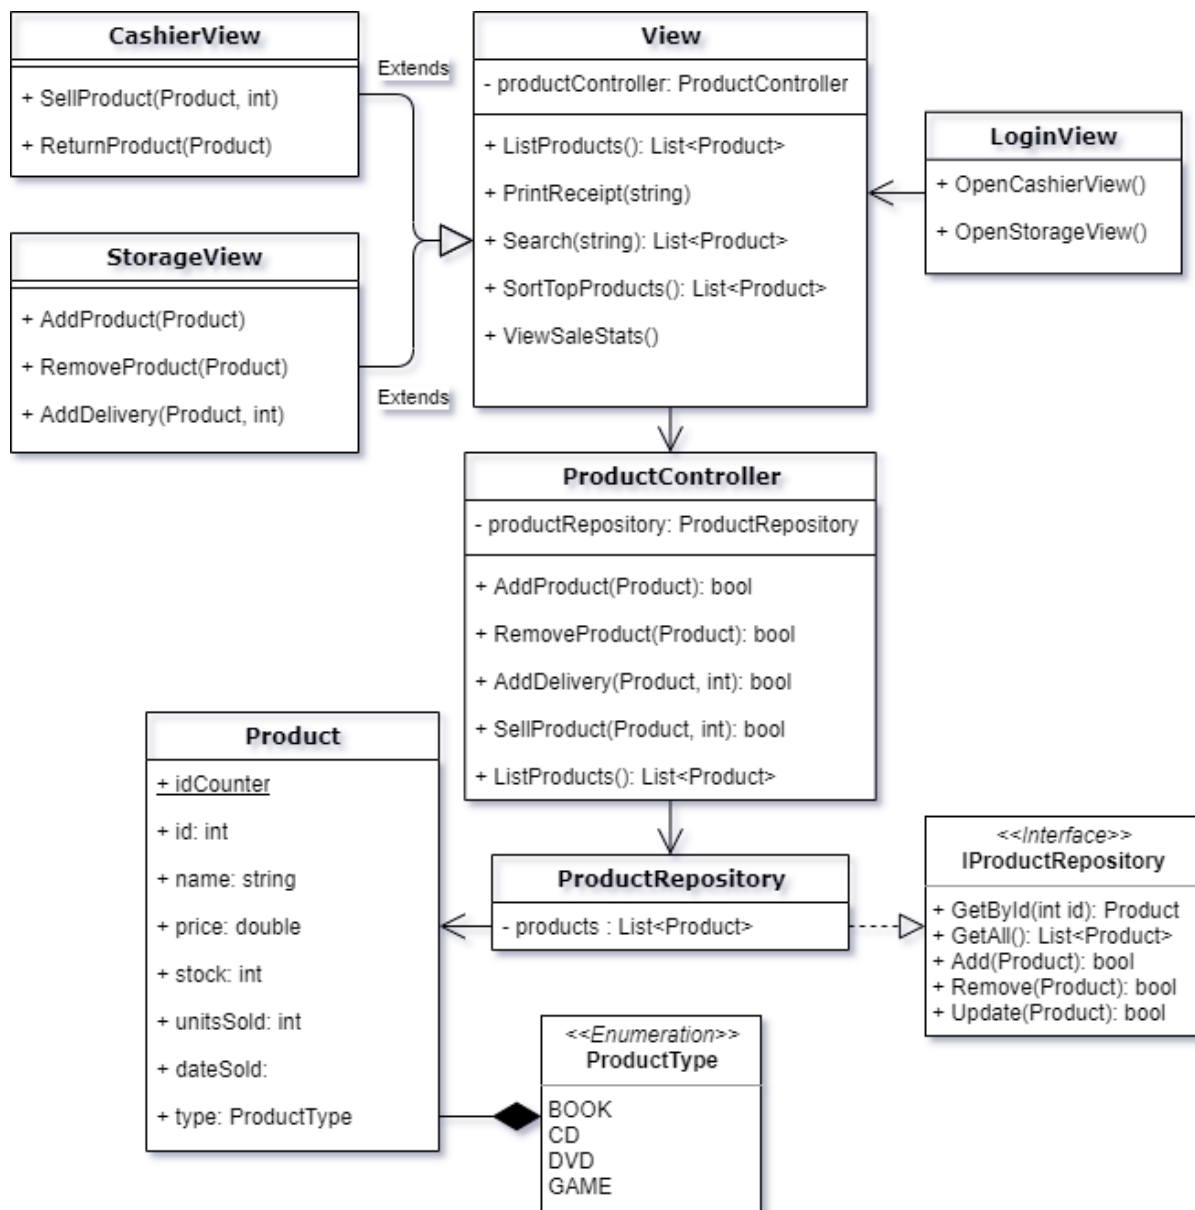 CashierView
+ SellProduct(Product, int)
+ ReturnProduct(Product)
Extends
View
- productController: ProductController
+ ListProducts(): List<Product>
+ PrintReceipt(string)
+ Search(string): List<Product>
+ SortTopProducts(): List<Product>
+ ViewSaleStats()
LoginView
+ OpenCashierView()
+ OpenStorageView()
StorageView
+ AddProduct(Product)
+ RemoveProduct(Product)
+ AddDelivery(Product, int)
Extends
ProductController
- productRepository: ProductRepository
+ AddProduct(Product): bool
+ RemoveProduct(Product): bool
+ AddDelivery(Product, int): bool
+ SellProduct(Product, int): bool
+ ListProducts(): List<Product>
Product
+ idCounter
+ id: int
+ name: string
+ price: double
+ stock: int
+ unitsSold: int
+ dateSold:
+ type: ProductType
ProductRepository
- products : List<Product>
<<Interface>>
IProductRepository
+ GetById(int id): Product
+ GetAll(): List<Product>
+ Add(Product): bool
+ Remove(Product): bool
+ Update(Product): bool
<<Enumeration>>
ProductType
BOOK
CD
DVD
GAME